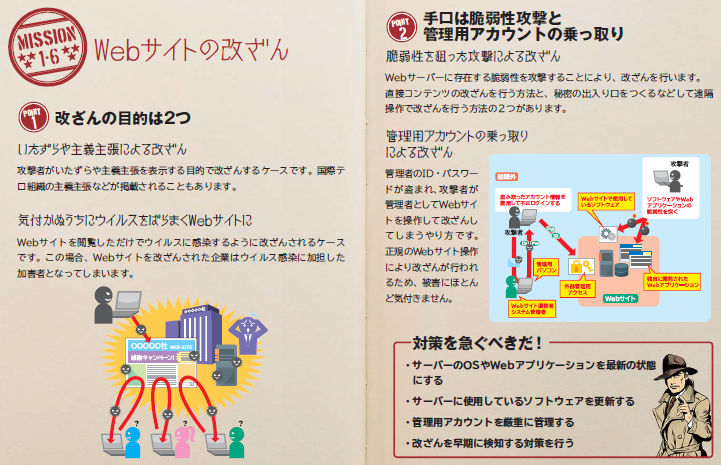 MISSION
1-6
Webサイトの改ざん
POINT
1
改ざんの目的は2つ
いたずらや主義主張による改ざん
攻撃者がいたずらや主義主張を表示する目的で改ざんするケースです。国際テ
ロ組織の主義主張などが掲載されることもあります。
気付かぬうちにウイルスをばらまくWebサイトに
Webサイトを閲覧しただけでウイルスに感染するように改ざんされるケース
です。この場合、Webサイトを改ざんされた企業はウイルス感染に加担した
加害者となってしまいます。
〇〇〇〇〇社 WEB-SITE
感謝キャンペーン!
?
?
?
POINT
2
手口は脆弱性攻撃と
管理用アカウントの乗っ取り
脆弱性を狙った攻撃による改ざん
Webサーバーに存在する脆弱性を攻撃することにより、改ざんを行います。
直接コンテンツの改ざんを行う方法と、秘密の出入り口をつくるなどして遠隔
操作で改ざんを行う方法の2つがあります。
管理用アカウントの乗っ取り
による改ざん
管理者のID・パスワー
ドが盗まれ、攻撃者が
管理者としてWebサイ
トを操作して改ざんし
てしまうやり方です。
正規のWebサイト操作
により改ざんが行われ
るため、被害にほとん
ど気付きません。
組織外
盗み取ったアカウント情報を
悪用して不正ログインする
攻撃者
Webサイトで使用して
いるソフトウェア
攻撃者
ソフトウェアやWeb
アプリケーションの
脆弱性を突く
管理用
パソコン
外部管理用
アクセス
独自に開発された
Webアプリケーション
Webサイト
Webサイト運営者
システム管理者
対策を急ぐべきだ!
・サーバーのOSやWebアプリケーションを最新の状態
にする
・サーバーに使用しているソフトウェアを更新する
・管理用アカウントを厳重に管理する
・改ざんを早期に検知する対策を行う